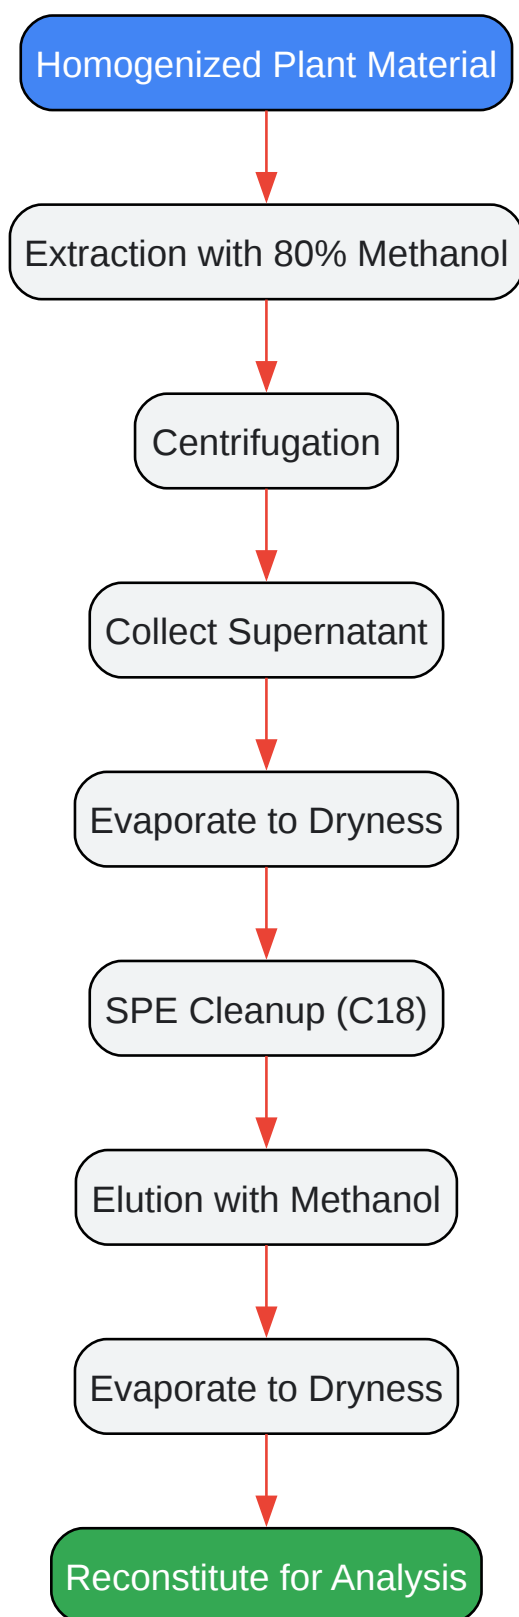 Homogenized Plant Material
Extraction with 80% Methanol
Centrifugation
Collect Supernatant
Evaporate to Dryness
SPE Cleanup (C18)
Elution with Methanol
Evaporate to Dryness
Reconstitute for Analysis